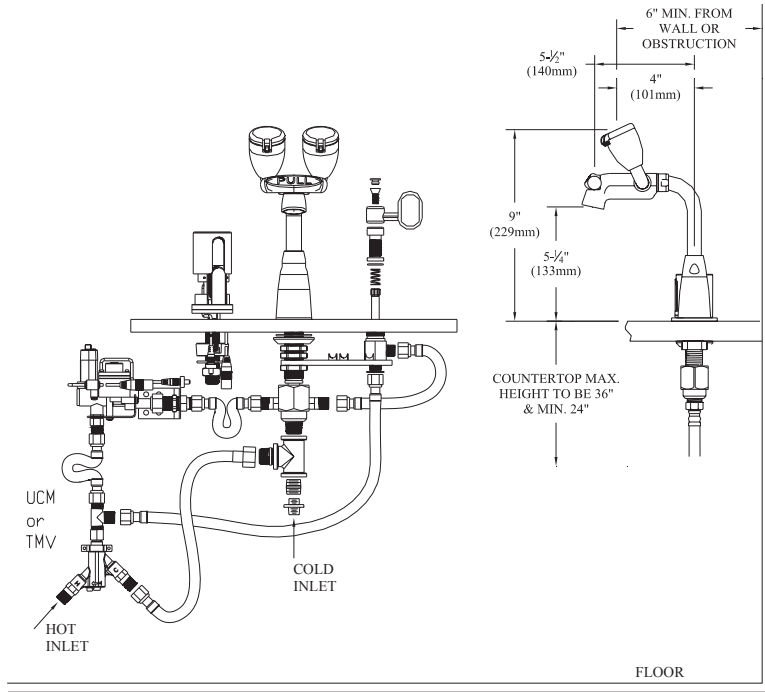 6" MIN. FROM
WALL OR
OBSTRUCTION
5-½"
(140mm)
4"
(101mm)
PULL
9"
(229mm)
5-¼"
(133mm)
COUNTERTOP MAX.
HEIGHT TO BE 36"
& MIN. 24"
UCM
or
TMV
H
C
COLD
INLET
HOT
INLET
FLOOR